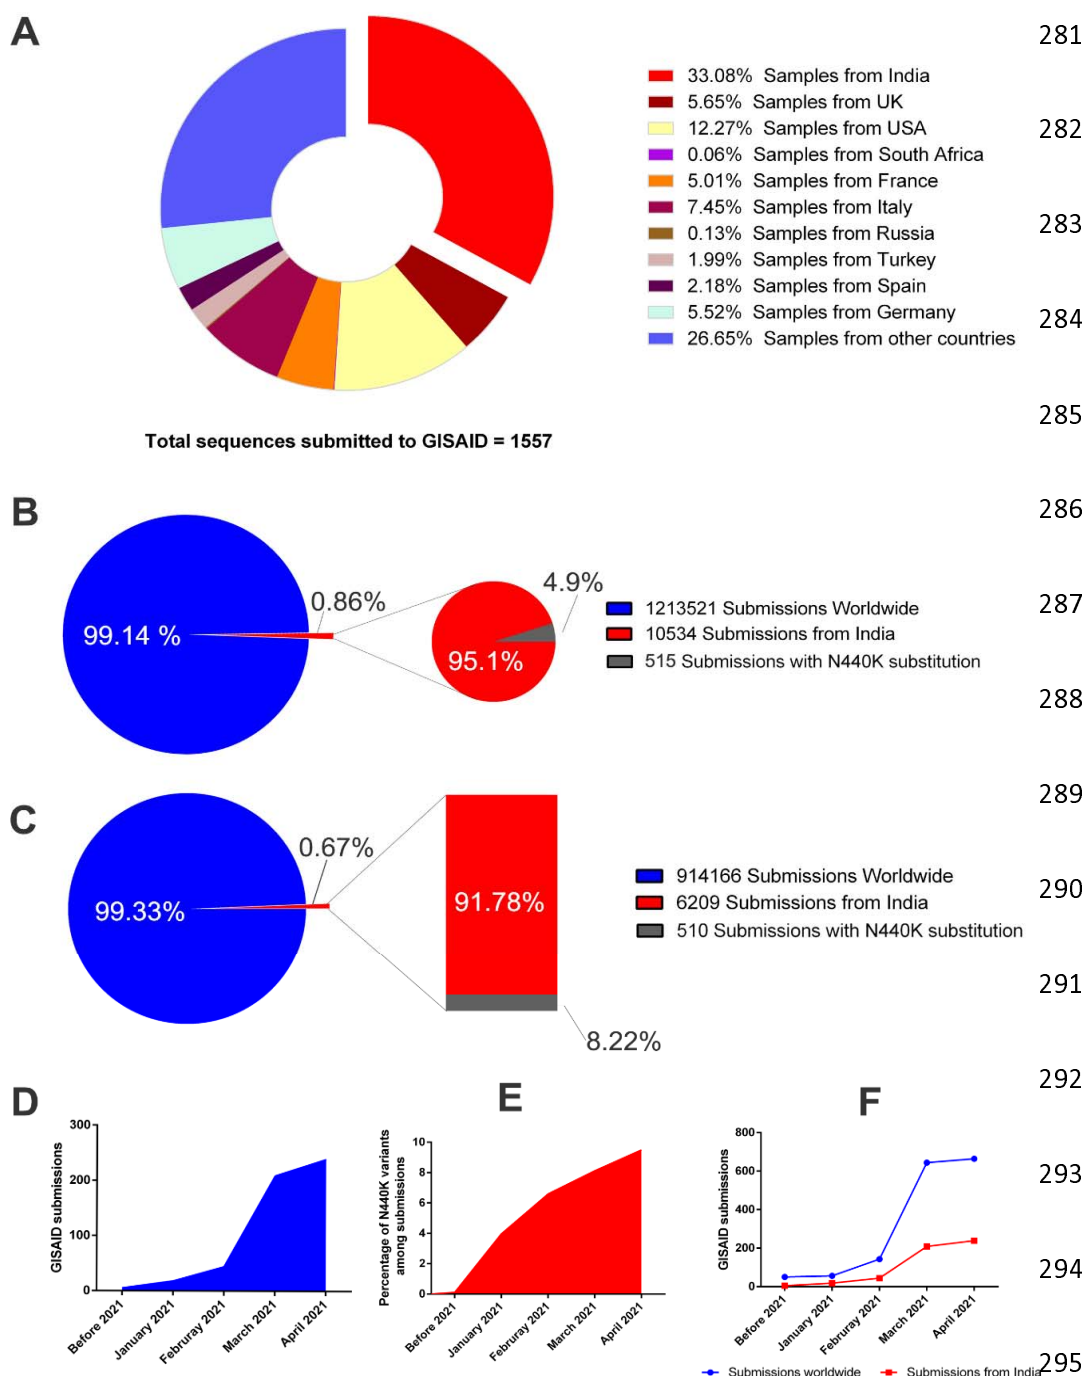 A
281
33.08% Samples from India
5.65% Samples from UK
12.27% Samples from USA
282
0.06% Samples from South Africa
5.01% Samples from France
7.45% Samples from Italy
283
0.13% Samples from Russia
1.99% Samples from Turkey
2.18% Samples from Spain
5.52% Samples from Germany
284
26.65% Samples from other countries
285
Total sequences submitted to GISAID = 1557
B
286
4.9%
0.86%
287
99.14 %
95.1%
1213521 Submissions Worldwide
10534 Submissions from India
515 Submissions with N440K substitution
288
289
C
0.67%
99.33%
91.78%
914166 Submissions Worldwide
290
6209 Submissions from India
510 Submissions with N440K substitution
291
8.22%
292
D
GISAID submissions
300
200
100
0
Before 2021
January 2021
Februray 2021
March 2021
April 2021
E
Percentage of N440K variants
among submissions
10
8
6
4
2
0
Before 2021
January 2021
Februray 2021
March 2021
April 2021
F
GISAID submissions
800
600
400
200
0
Before 2021
January 2021
Februray 2021
March 2021
April 2021
293
294
295
Submissions worldwide
Submissions from India